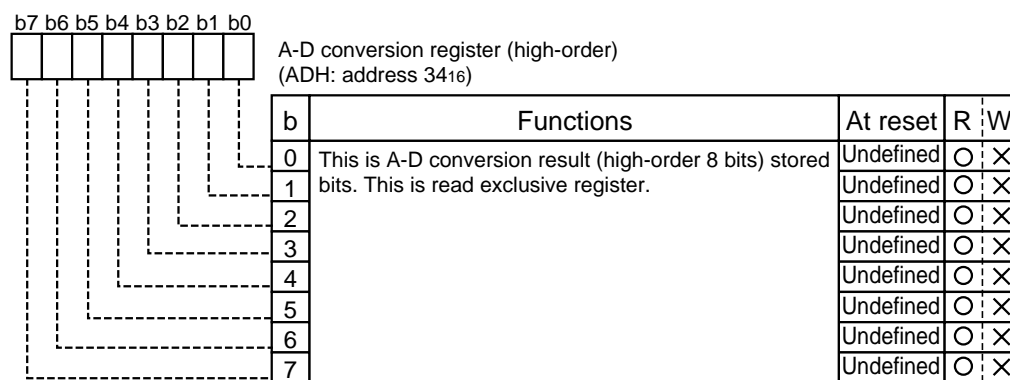 b7 b6 b5 b4 b3 b2 b1 b0
A-D conversion register (high-order)
(ADH: address 3416)
b Functions At reset R W
0 This is A-D conversion result (high-order 8 bits) stored Undefined O ×
1 bits. This is read exclusive register. Undefined O ×
2 Undefined O ×
3 Undefined O ×
4 Undefined O ×
5 Undefined O ×
6 Undefined O ×
7 Undefined O ×